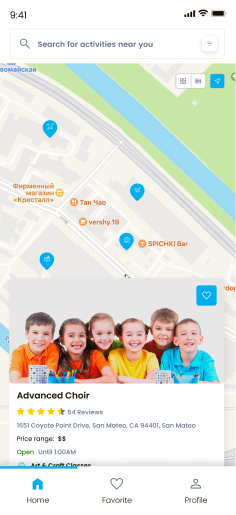 9:41
Search for activities near you
вомайская
Фирменный
магазин
«Кристалл»
Тан Чао
vershy.19
SPICHKI Bar
dog
Advanced Choir
54 Reviews
1651 Coyote Point Drive, San Mateo, CA 94401, San Mateo
Price range: $$
Open Until 1:00AM
Art & Craft Classes
Home Favorite Profile